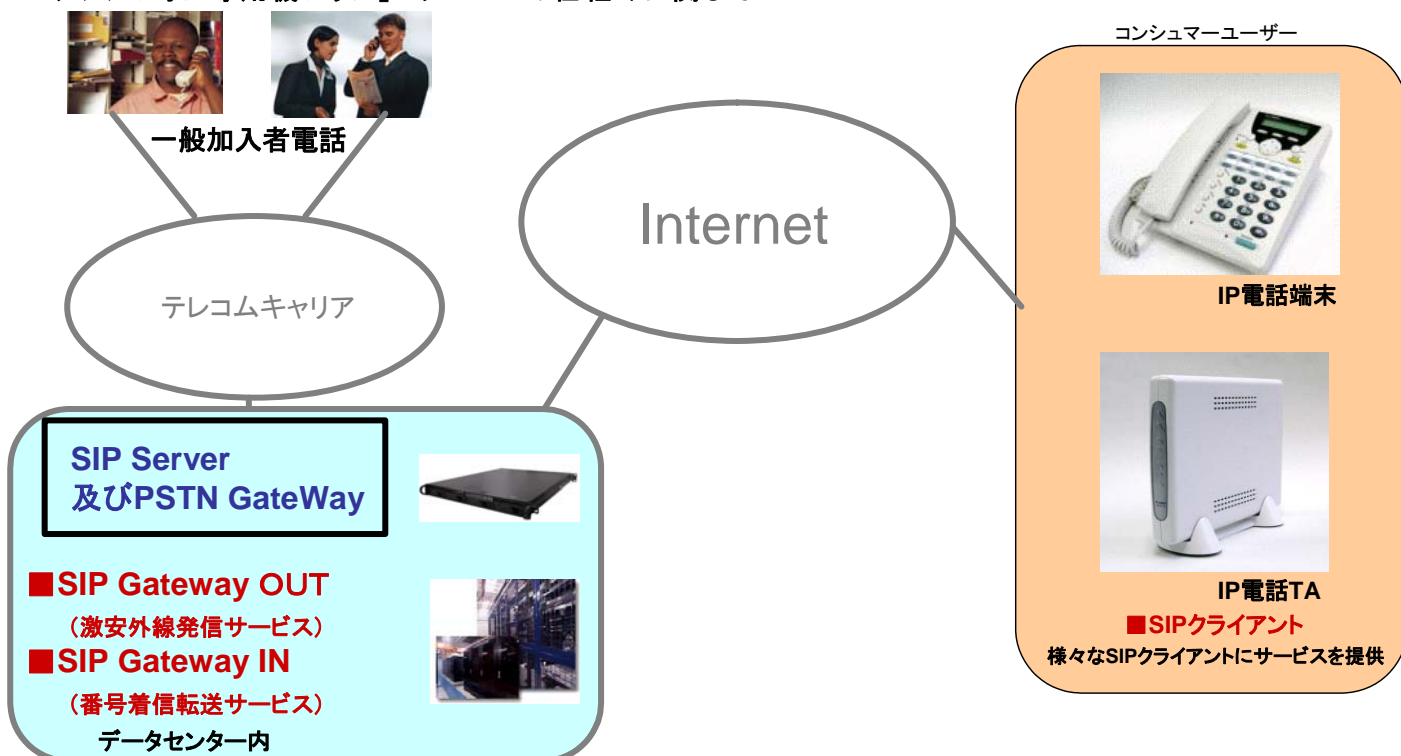 コンシュマーユーザー
一般加入者電話
Internet
テレコムキャリア
IP電話端末
SIP Server
及びPSTN GateWay
■SIP Gateway OUT
（激安外線発信サービス）
■SIP Gateway IN
（番号着信転送サービス）
データセンター内
IP電話TA
■SIPクライアント
様々なSIPクライアントにサービスを提供